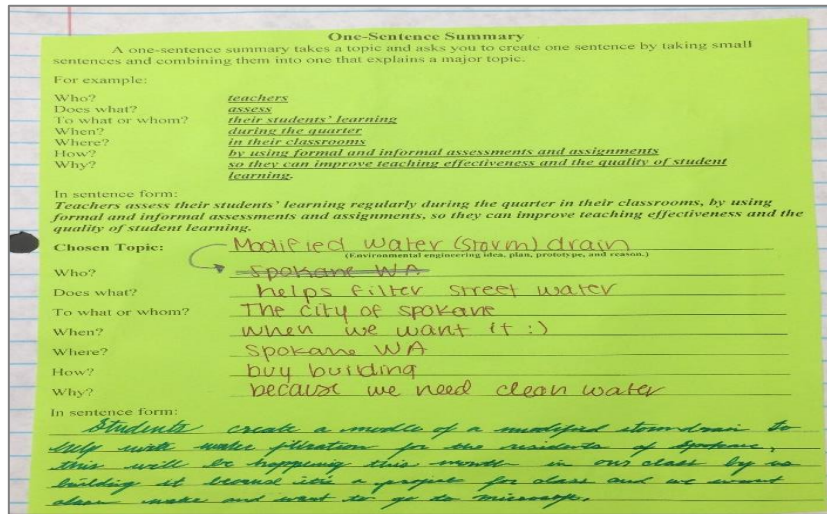 One-Sentence Summary
A one-sentence summary takes a topic and asks you to create one sentence by taking small
sentences and combining them into one that explains a major topic.
For example:
Who? teachers
Does what? assess
To what or whom? their students' learning
When? during the quarter
Where? in their classrooms
How? by using formal and informal assessments and assignments
Why? so they can improve teaching effectiveness and the quality of student
learning.
In sentence form:
Teachers assess their students' learning regularly during the quarter in their classrooms, by using
formal and informal assessments and assignments, so they can improve teaching effectiveness and the
quality of student learning.
Chosen Topic: Modified Water (storm) drain
(Environmental engineering idea, plan, prototype, and reason.)
Who? Spokane WA
Does what? helps filter street water
To what or whom? The city of spokane
When? when we want it :)
Where? Spokane WA
How? buy building
Why? because we need clean water
In sentence form:
Students create a modle of a modified storm drain to
help with water filtration for the residents of Spokane,
this will be happening this month in our class by us
building it becaus it's a project for class and we want
clean and want to go do